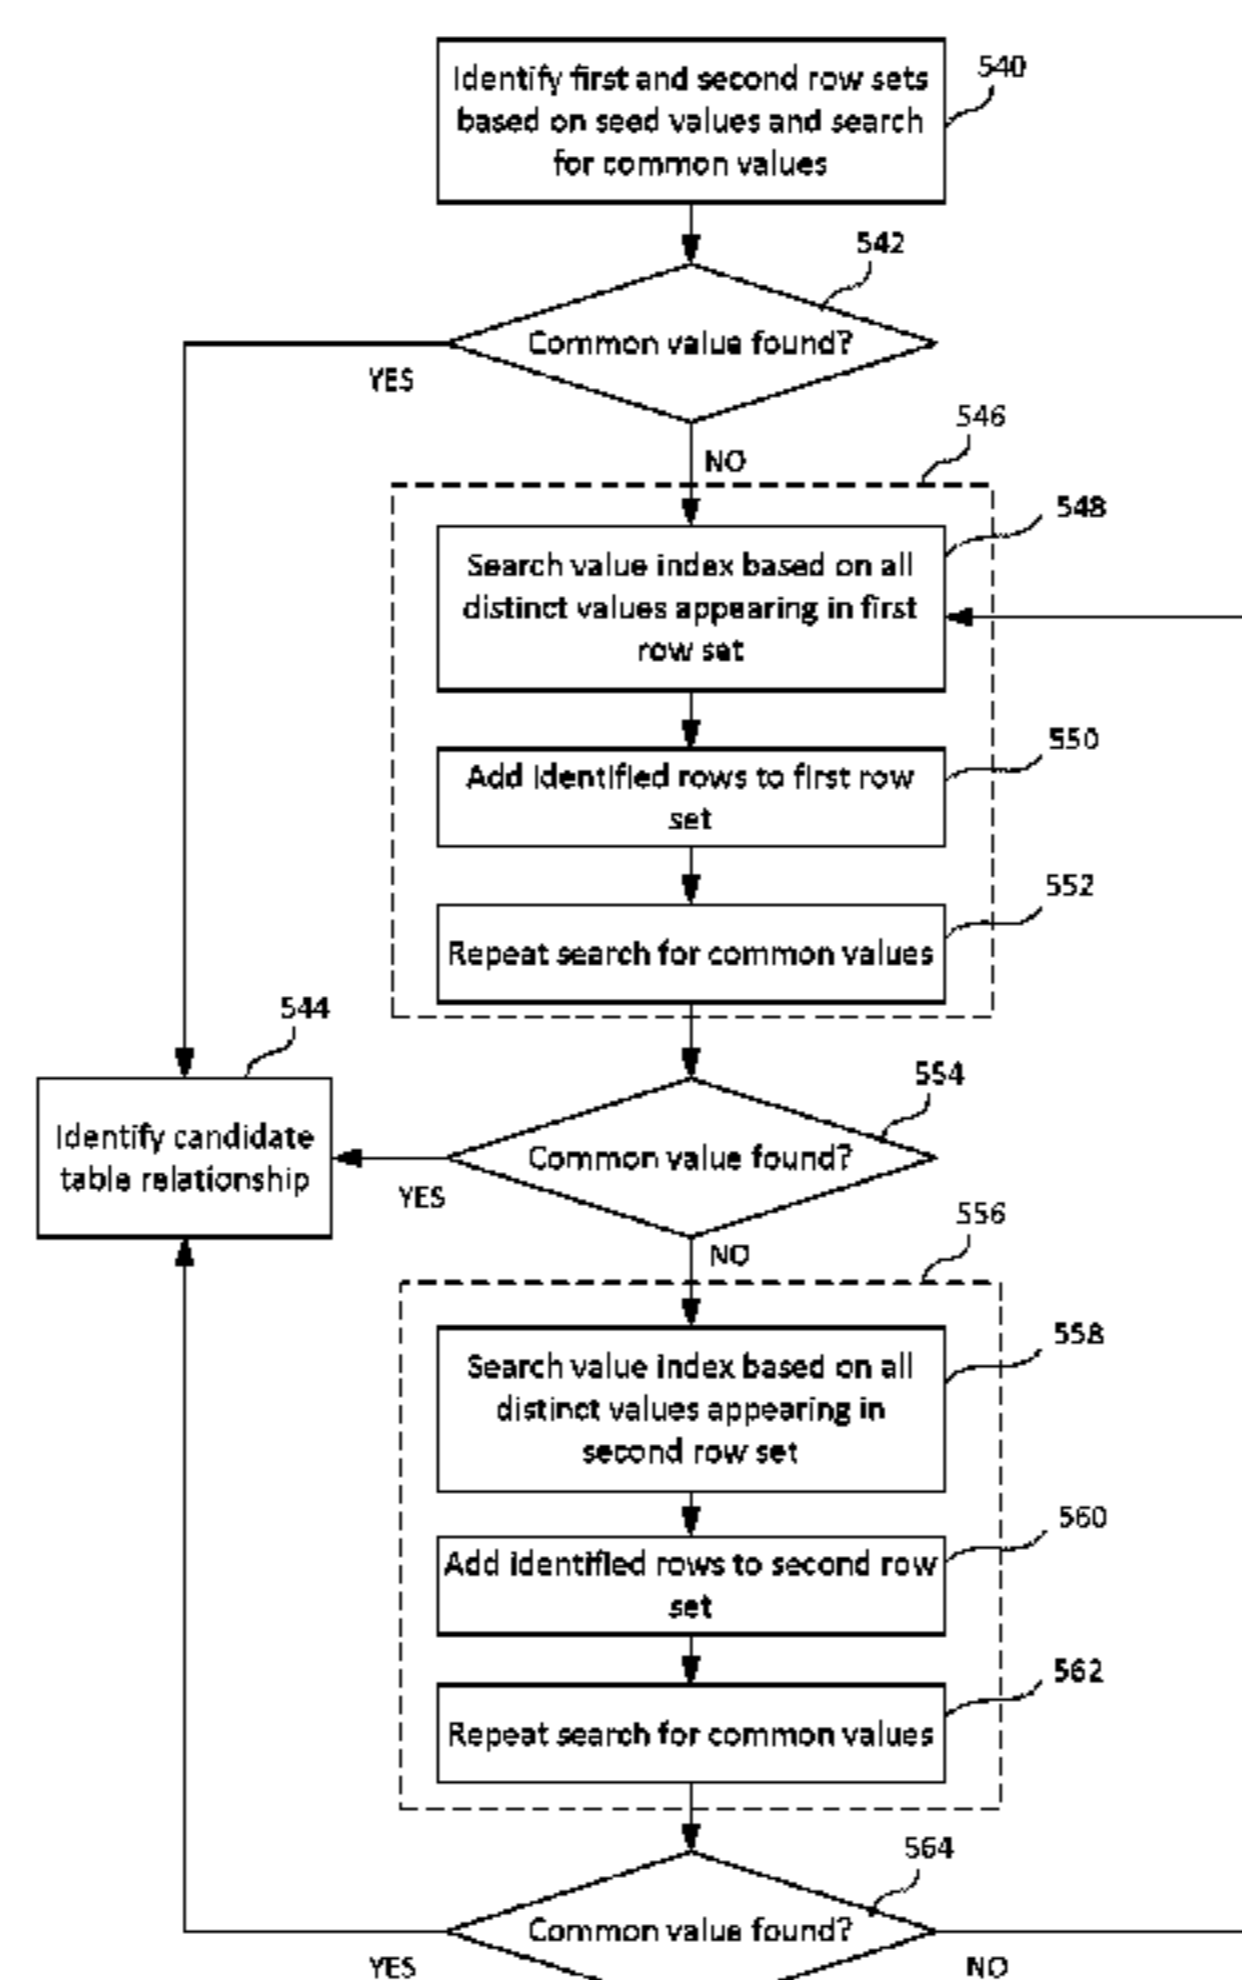 Identify first and second row sets
based on seed values and search
for common values
540
542
Common value found?
YES
NO
546
548
Search value index based on all
distinct values appearing in first
row set
550
Add identified rows to first row
set
552
Repeat search for common values
544
Identify candidate
table relationship
554
Common value found?
YES
NO
556
558
Search value index based on all
distinct values appearing in
second row set
560
Add identified rows to second row
set
562
Repeat search for common values
564
Common value found?
YES
NO